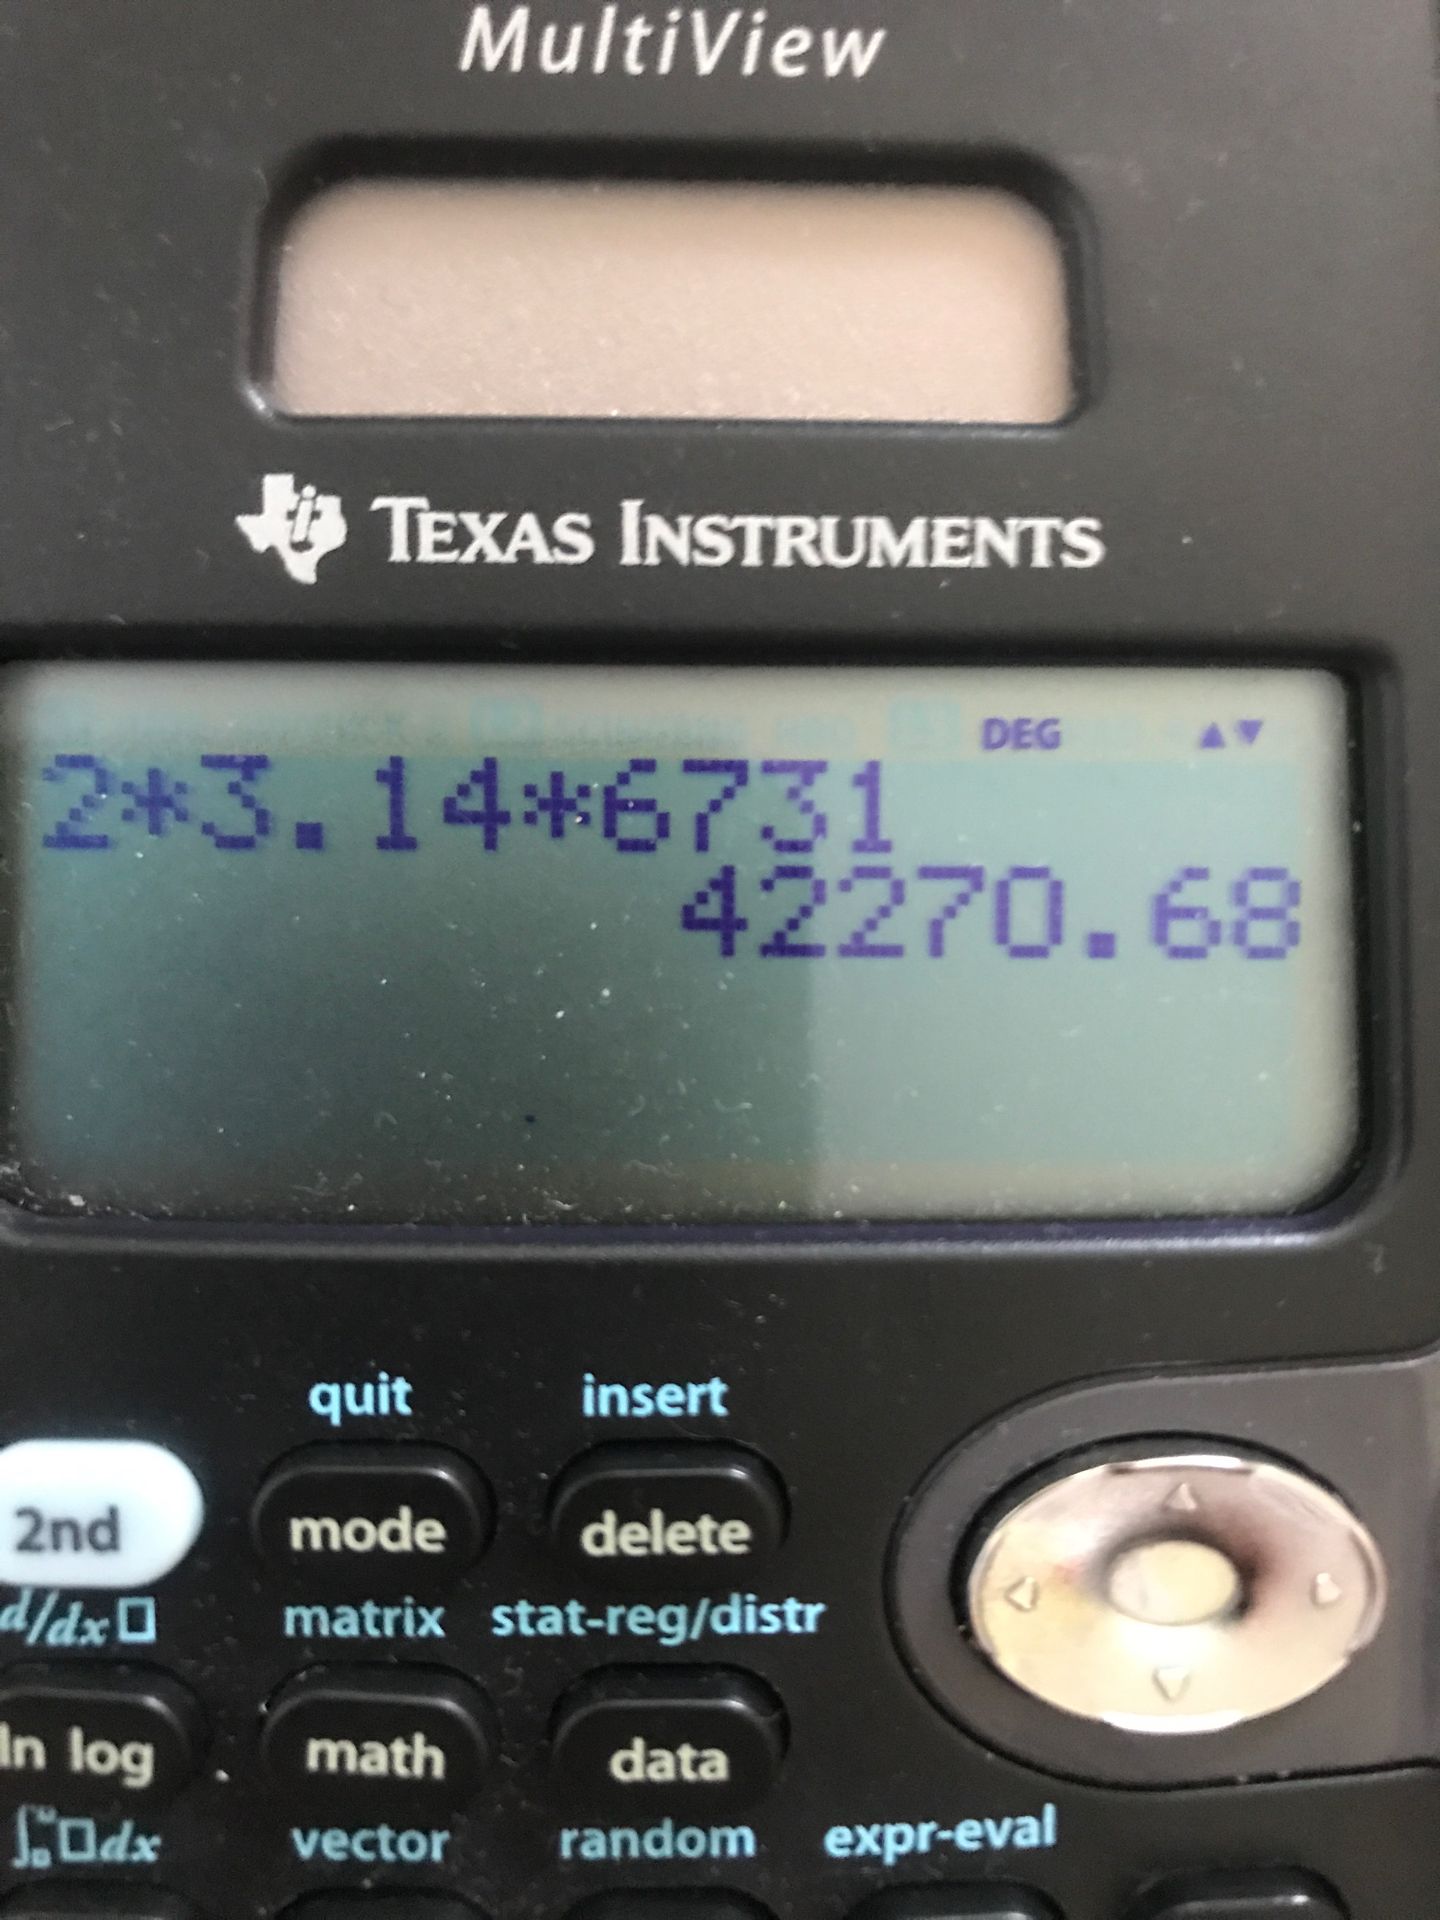 MultiView
TEXAS INSTRUMENTS
DEG ▲▼
2*3.14*6731
42270.68
quit insert
2nd mode delete
d/dx□ matrix stat-reg/distr
ln log math data
∫□dx vector random expr-eval